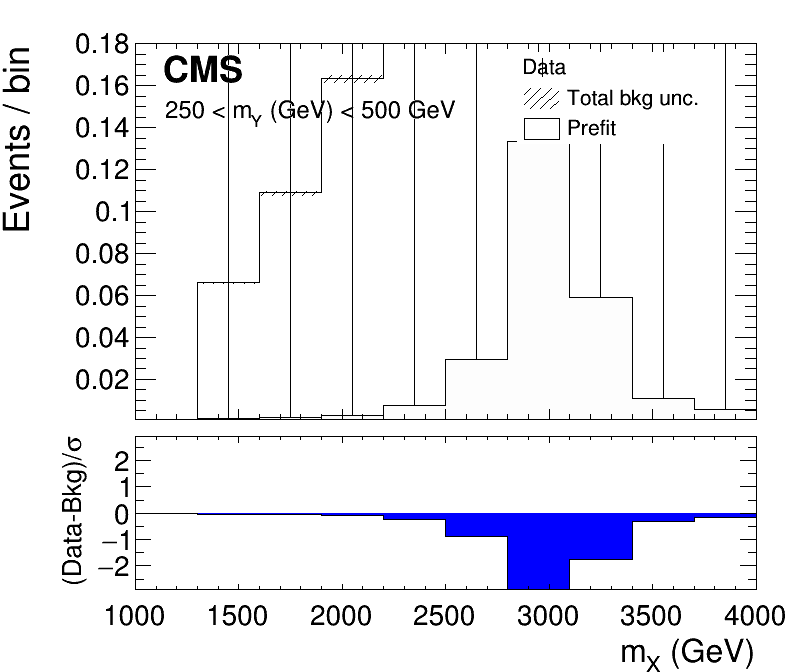 CMS
250 < mY (GeV) < 500 GeV
Data
Total bkg unc.
Prefit
Events / bin
0.18
0.16
0.14
0.12
0.1
0.08
0.06
0.04
0.02
(Data-Bkg)/σ
2
1
0
−1
−2
1000 1500 2000 2500 3000 3500 4000
mX (GeV)